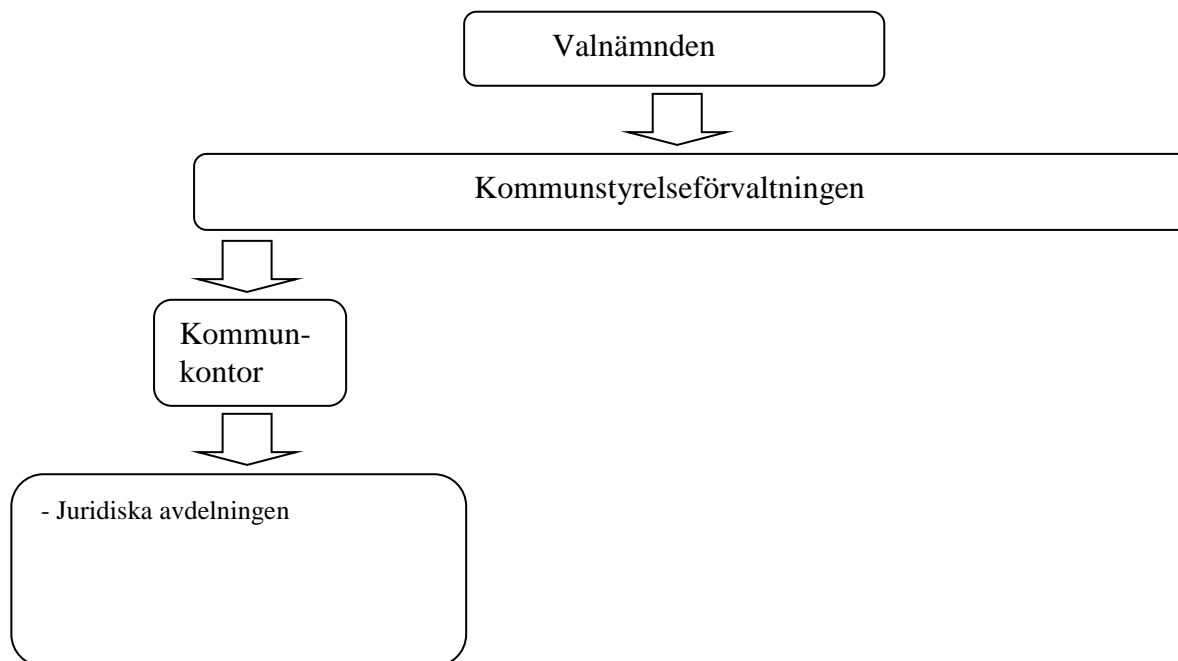 Valnämnden
Kommunstyrelseförvaltningen
Kommun-
kontor
- Juridiska avdelningen